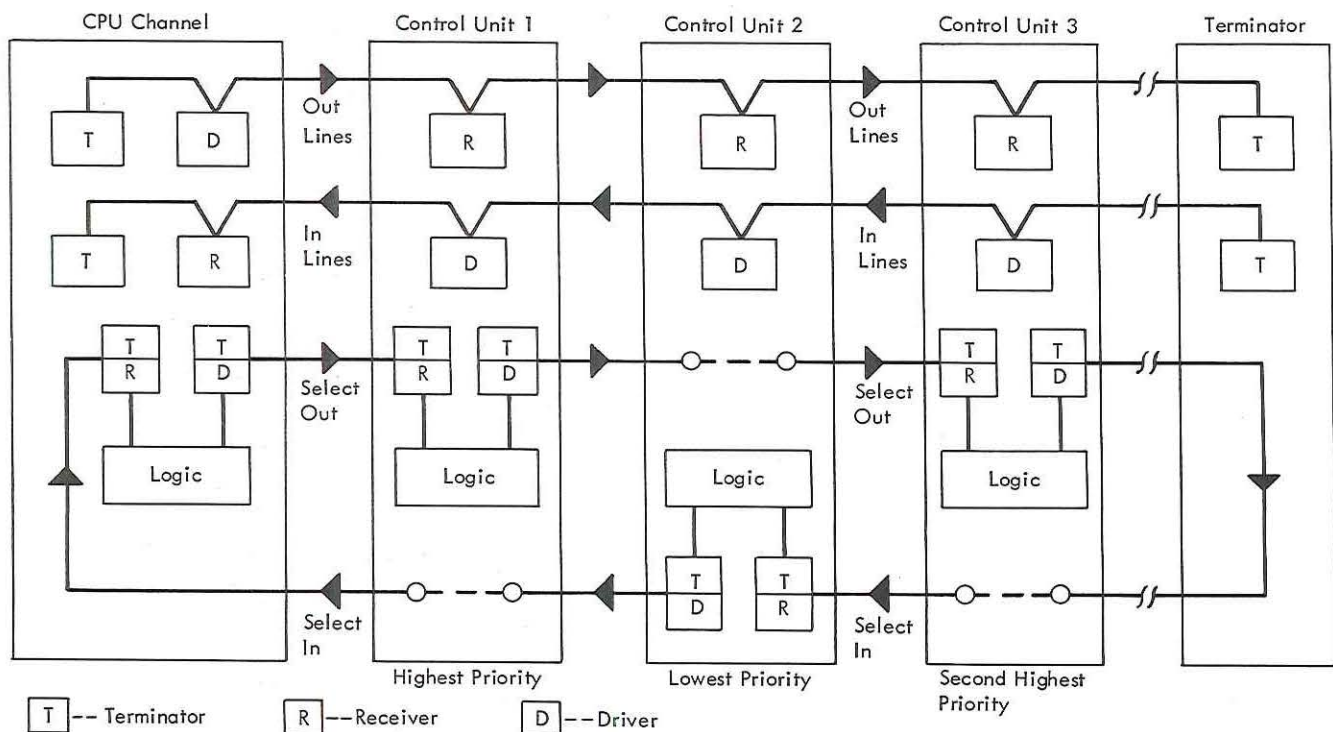 CPU Channel Control Unit 1 Control Unit 2 Control Unit 3 Terminator
Out Lines
Out Lines
T D R R R T
In Lines
In Lines
T R D D D T
T R
T D
T R
T D
T R
T D
Select Out
Select Out
Logic Logic Logic Logic
T D
T R
Select In
Select In
Highest Priority Lowest Priority Second Highest Priority
T -- Terminator R --Receiver D --Driver